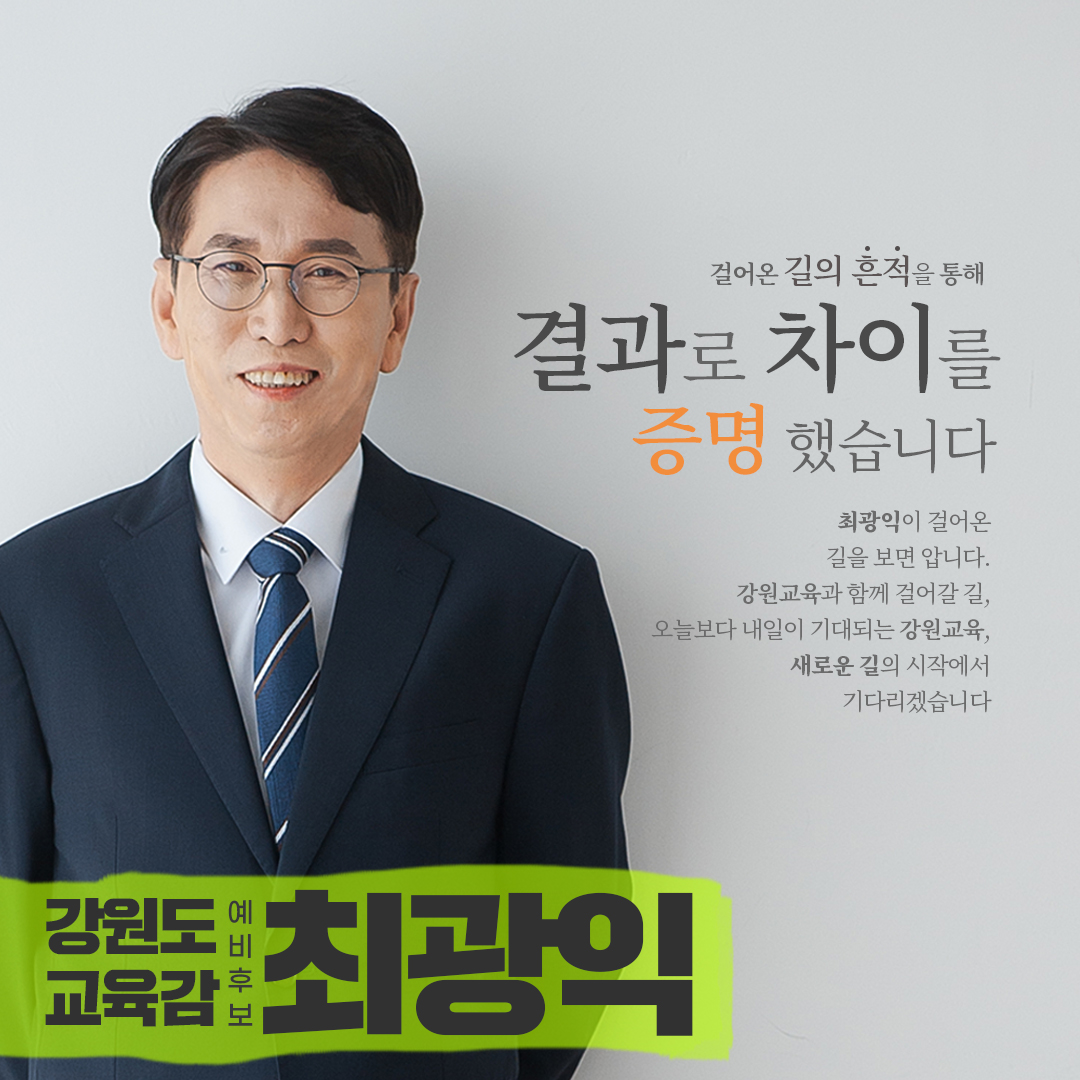 걸어온 길의 흔적을 통해
결과로 차이를
증명 했습니다
최광익이 걸어온
길을 보면 압니다.
강원교육과 함께 걸어갈 길,
오늘보다 내일이 기대되는 강원교육,
새로운 길의 시작에서
기다리겠습니다
강원도
교육감
예비후보
최광익